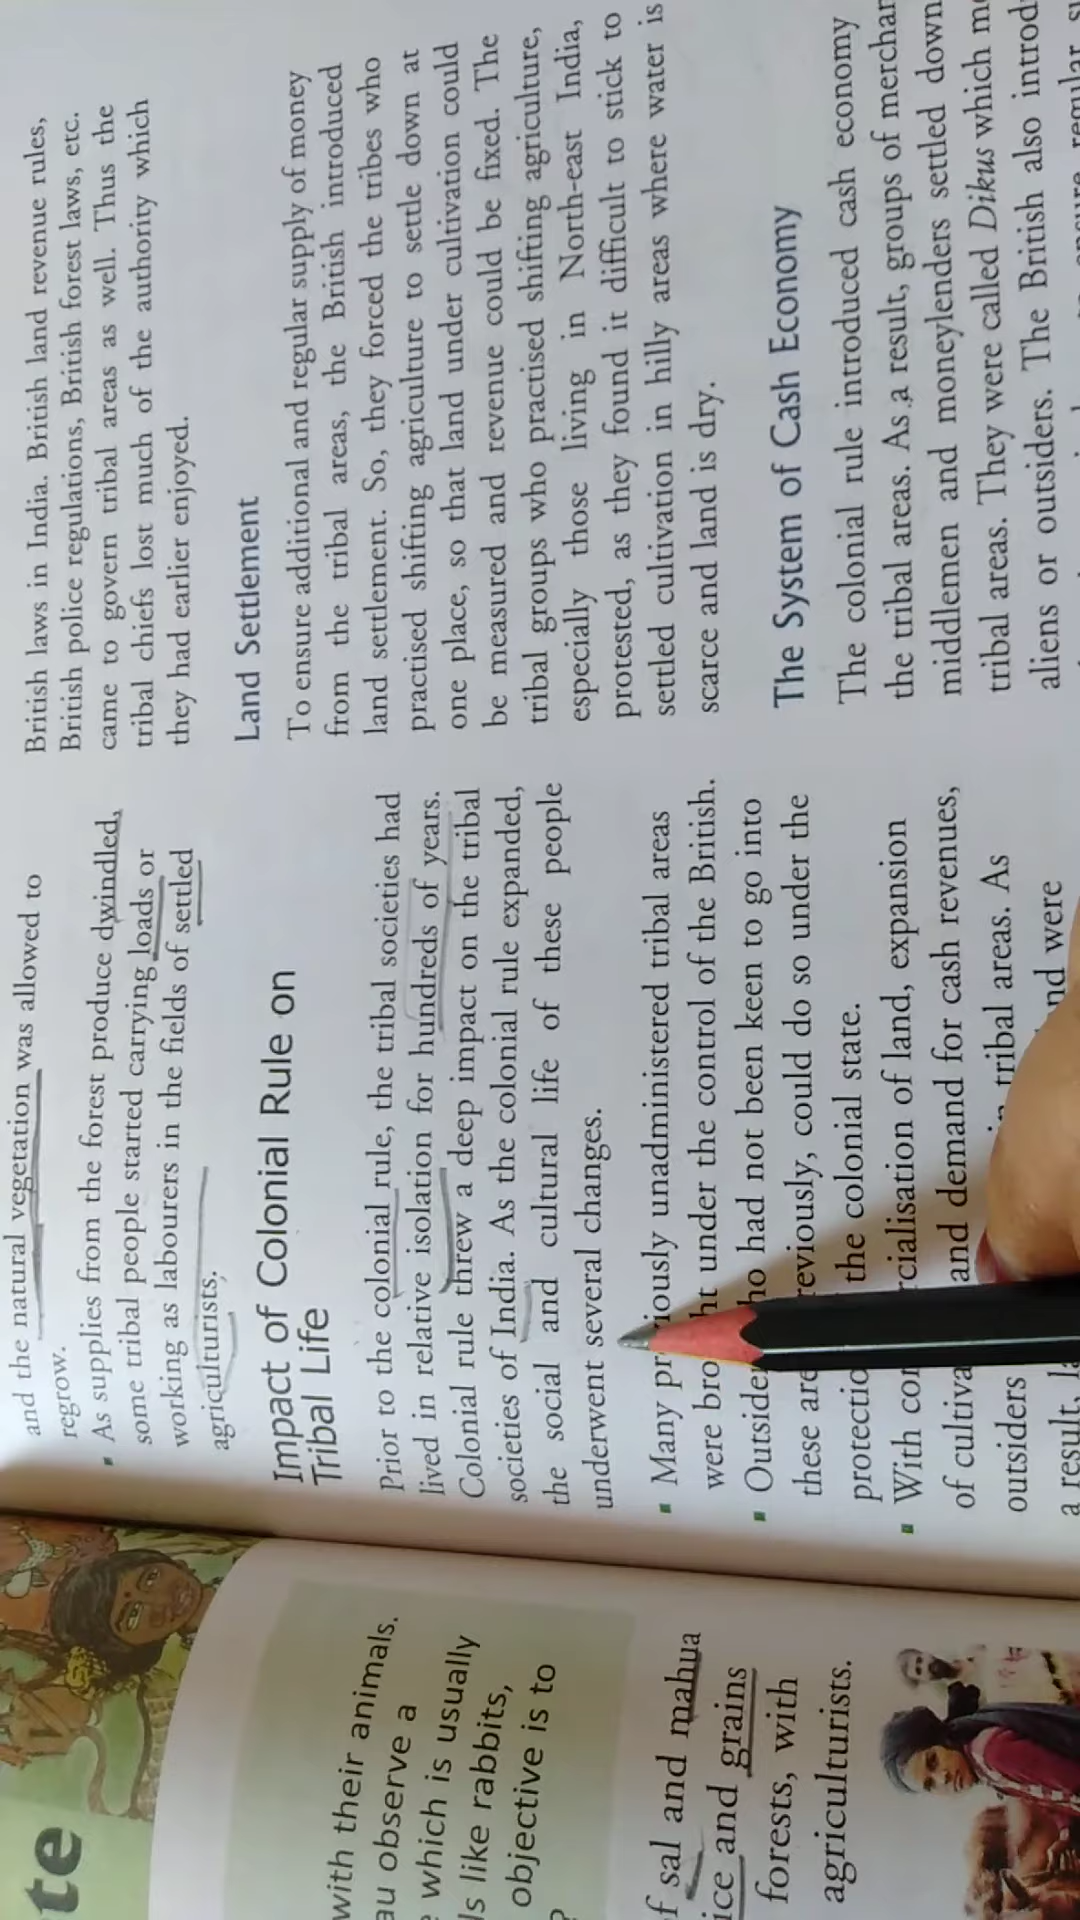 and the natural vegetation was allowed to
regrow.
As supplies from the forest produce dwindled,
some tribal people started carrying loads or
working as labourers in the fields of settled
agriculturists.
Impact of Colonial Rule on
Tribal Life
Prior to the colonial rule, the tribal societies had
lived in relative isolation for hundreds of years.
Colonial rule threw a deep impact on the tribal
societies of India. As the colonial rule expanded,
the social and cultural life of these people
underwent several changes.
Many pr iously unadministered tribal areas
were bro ht under the control of the British.
Outside ho had not been keen to go into
these are reviously, could do so under the
protectio the colonial state.
With co rcialisation of land, expansion
of cultiva and demand for cash revenues,
outsiders tribal areas. As
a result, were
British laws in India. British land revenue rules,
British police regulations, British forest laws, etc.
came to govern tribal areas as well. Thus the
tribal chiefs lost much of the authority which
they had earlier enjoyed.
Land Settlement
To ensure additional and regular supply of money
from the tribal areas, the British introduced
land settlement. So, they forced the tribes who
practised shifting agriculture to settle down at
one place, so that land under cultivation could
be measured and revenue could be fixed. The
tribal groups who practised shifting agriculture,
especially those living in North-east India,
protested, as they found it difficult to stick to
settled cultivation in hilly areas where water is
scarce and land is dry.
The System of Cash Economy
The colonial rule introduced cash economy
the tribal areas. As a result, groups of merchan
middlemen and moneylenders settled down
tribal areas. They were called Dikus which m
aliens or outsiders. The British also introd
regular
te
with their animals.
au observe a
which is usually
ls like rabbits,
objective is to
?
f sal and mahua
ice and grains
forests, with
agriculturists.